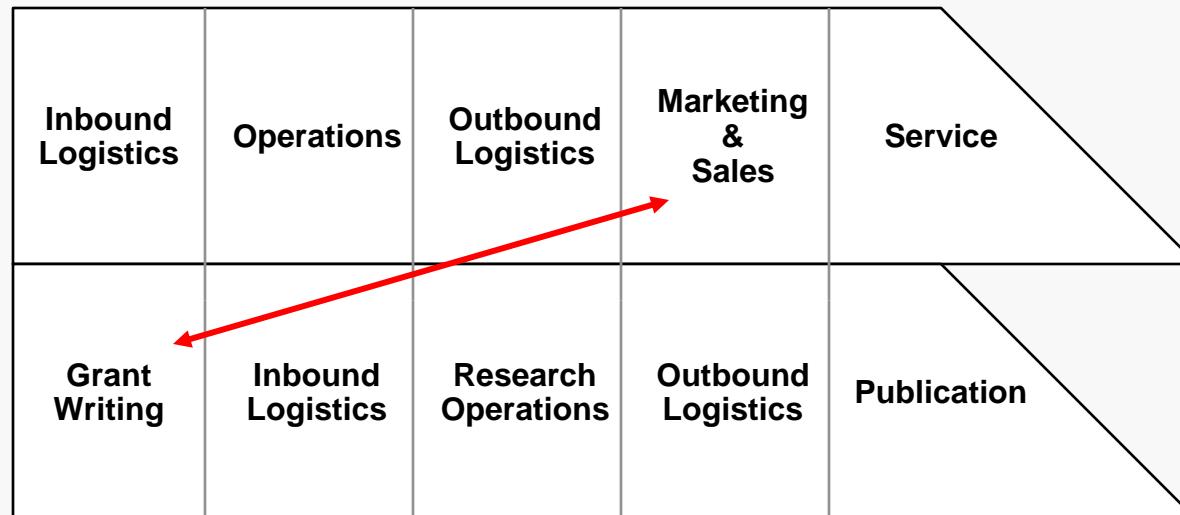 Inbound
Logistics
Operations
Outbound
Logistics
Marketing
&
Sales
Service
Grant
Writing
Inbound
Logistics
Research
Operations
Outbound
Logistics
Publication